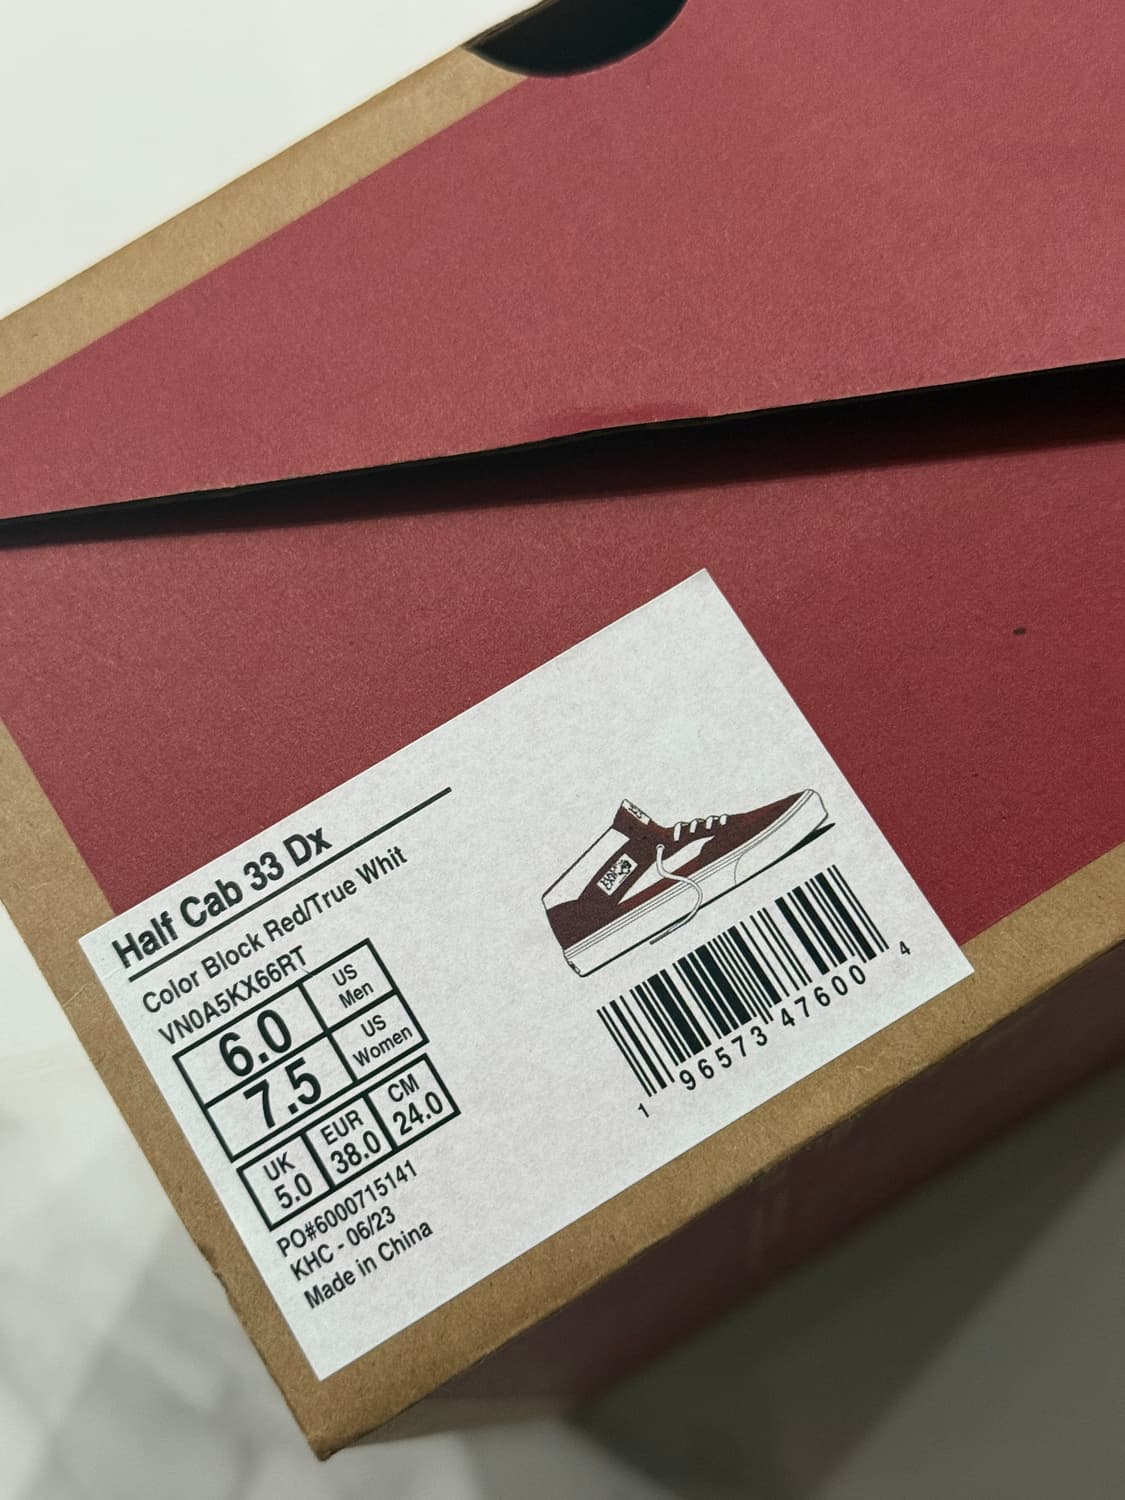 Half Cab 33 Dx
Color Block Red/True Whit
VN0A5KX66RT
6.0 US Men
7.5 US Women
UK 5.0 EUR 38.0 CM 24.0
PO#6000715141
KHC - 06/23
Made in China
1 96573 47600 4